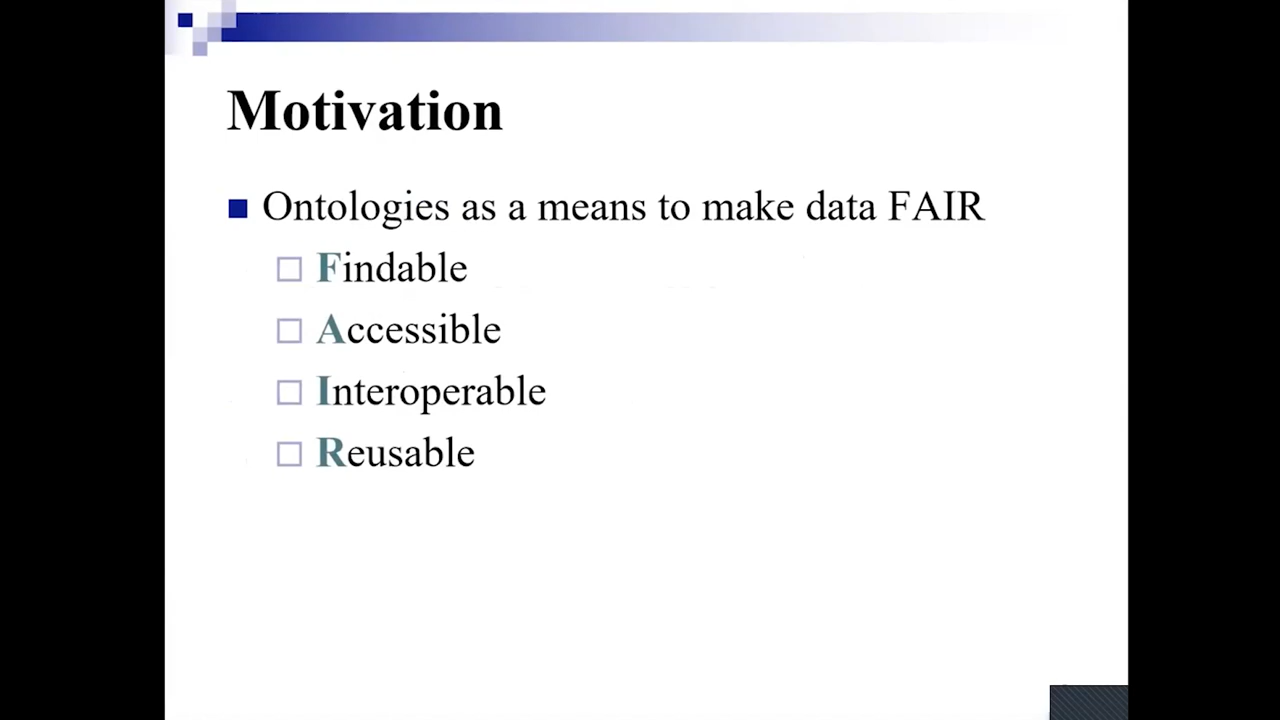 Motivation
Ontologies as a means to make data FAIR
Findable
Accessible
Interoperable
Reusable